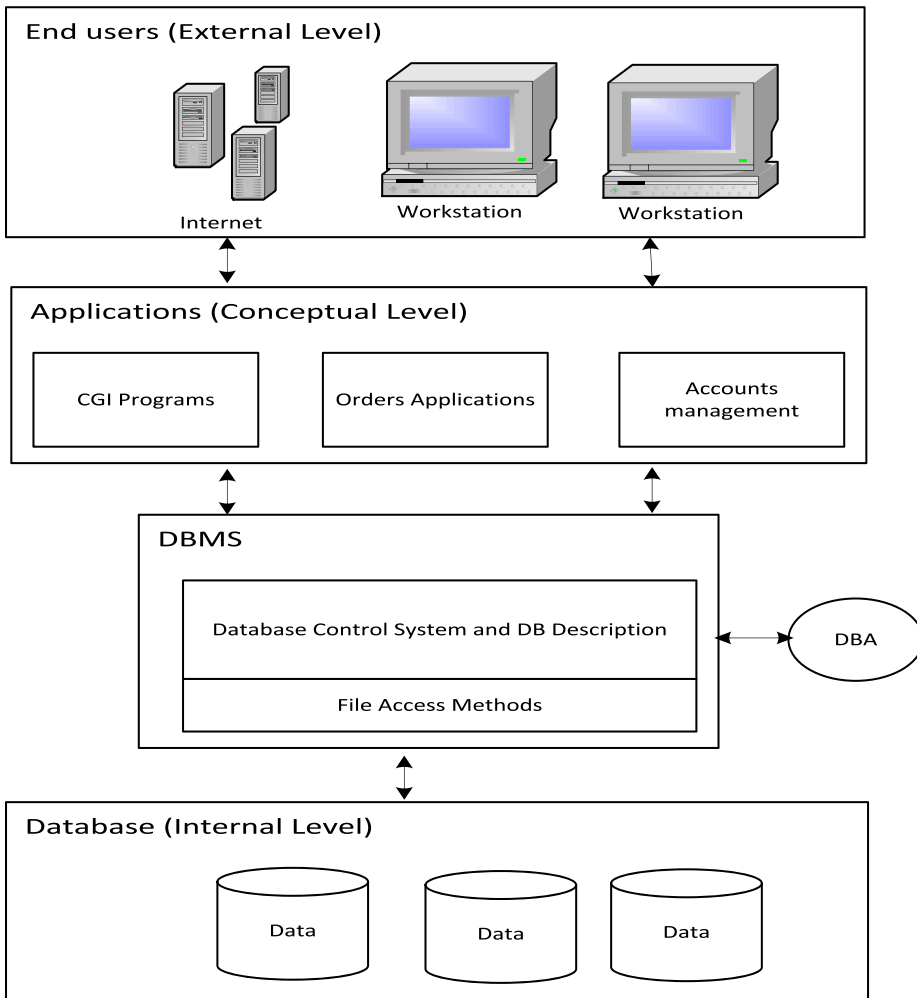 End users (External Level)
Internet
Workstation
Workstation
Applications (Conceptual Level)
CGI Programs
Orders Applications
Accounts
management
DBMS
Database Control System and DB Description
File Access Methods
DBA
Database (Internal Level)
Data
Data
Data